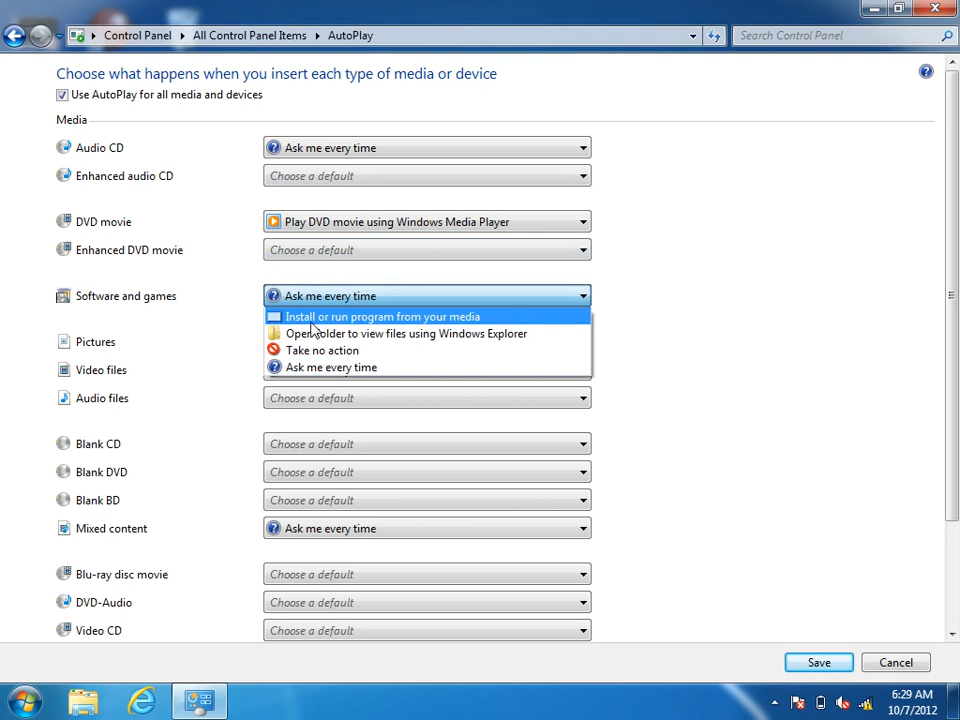 Control Panel All Control Panel Items AutoPlay Search Control Panel
Choose what happens when you insert each type of media or device
Use AutoPlay for all media and devices
Media
Audio CD Ask me every time
Enhanced audio CD Choose a default
DVD movie Play DVD movie using Windows Media Player
Enhanced DVD movie Choose a default
Software and games Ask me every time
Install or run program from your media
Open folder to view files using Windows Explorer
Pictures Take no action
Video files Ask me every time
Audio files Choose a default
Blank CD Choose a default
Blank DVD Choose a default
Blank BD Choose a default
Mixed content Ask me every time
Blu-ray disc movie Choose a default
DVD-Audio Choose a default
Video CD Choose a default
Save Cancel
6:29 AM
10/7/2012